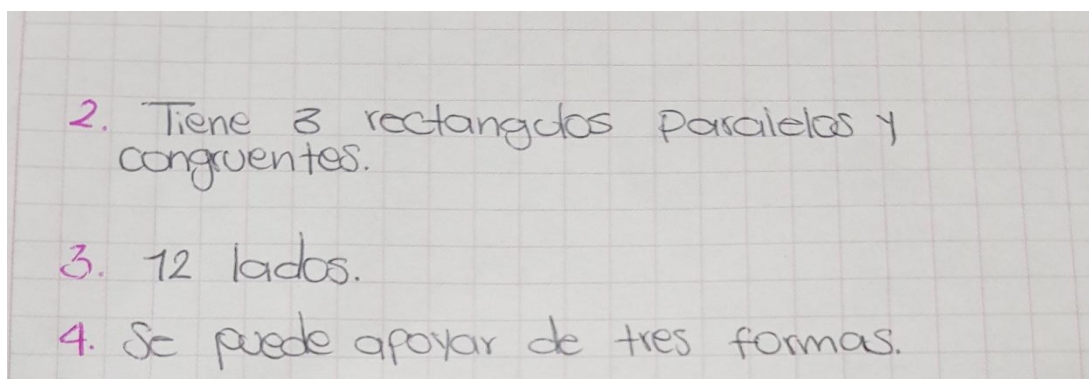 2. Tiene 3 rectangulos paralelos y
congruentes.
3. 12 lados.
4. Se puede apoyar de tres formas.